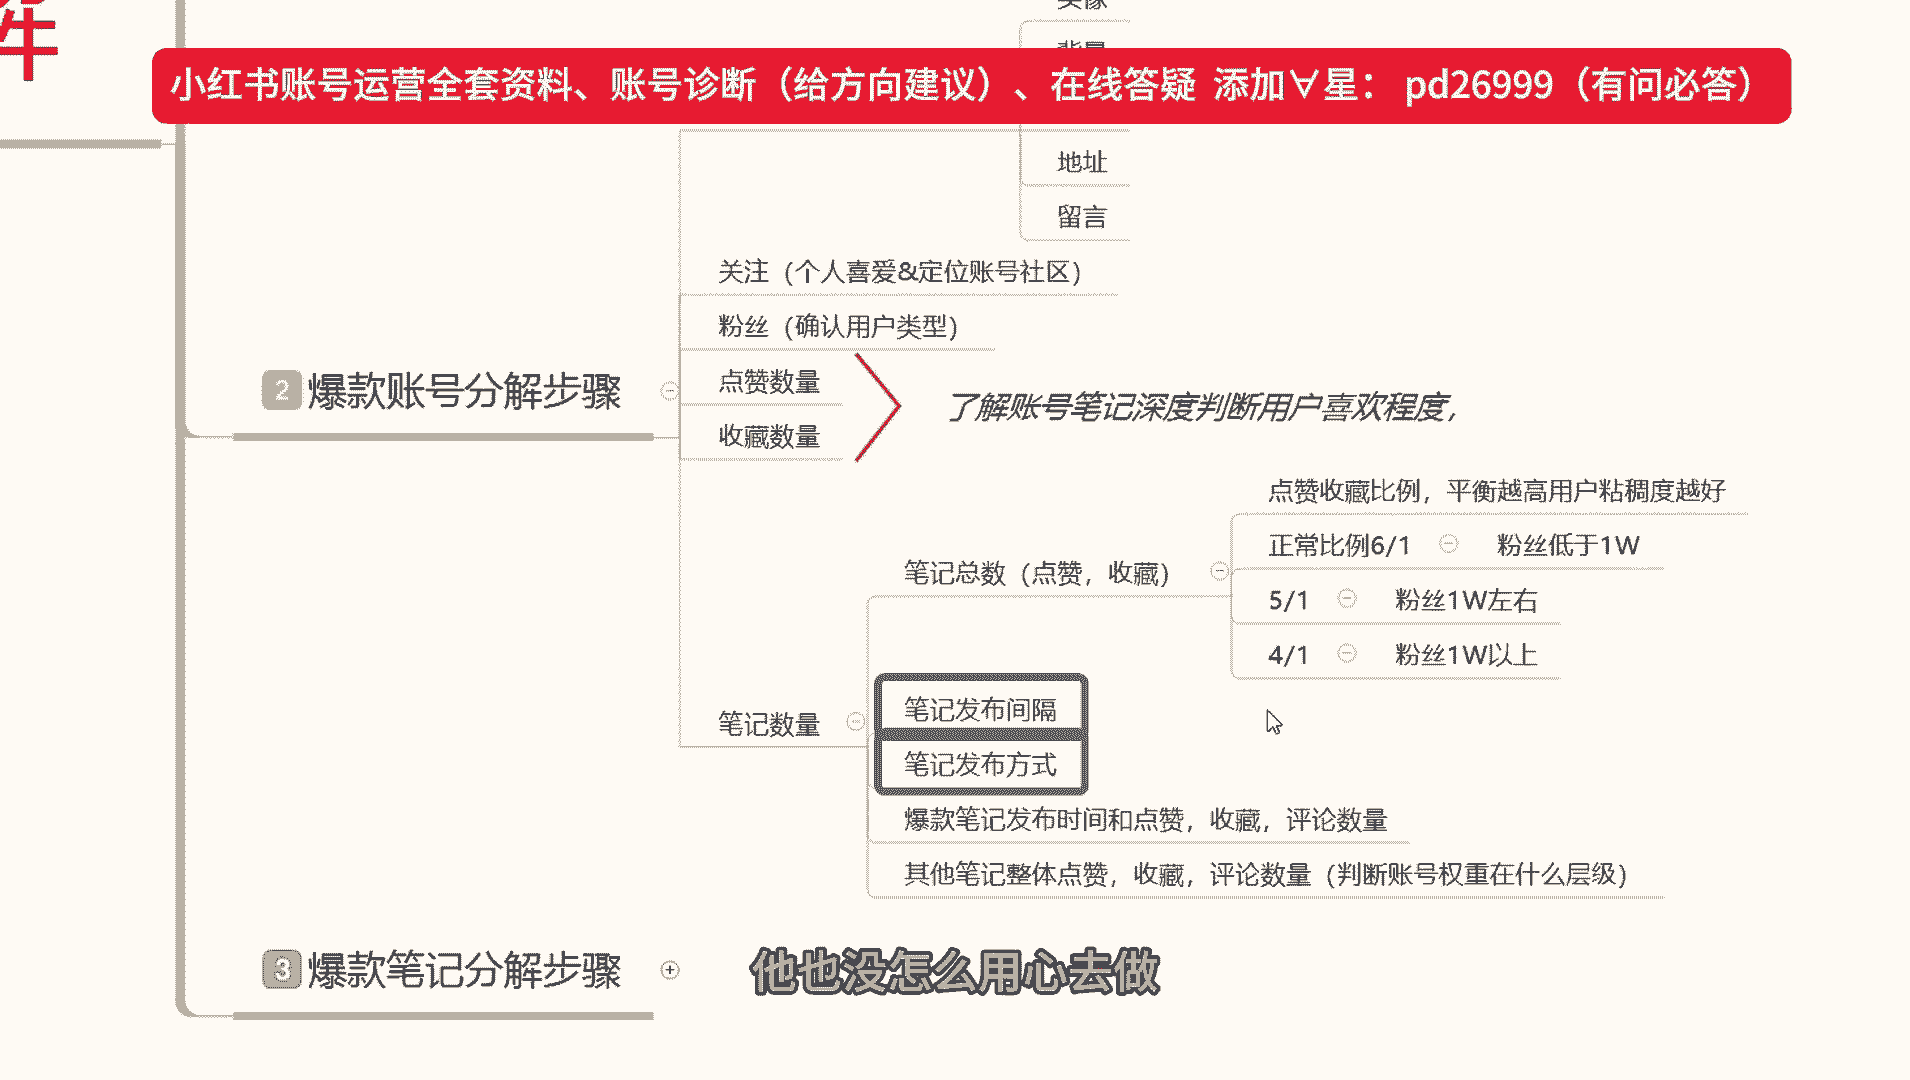 小红书账号运营全套资料、账号诊断（给方向建议）、在线答疑 添加∀星： pd26999（有问必答）
地址
留言
关注（个人喜爱&定位账号社区）
粉丝（确认用户类型）
2 爆款账号分解步骤
点赞数量
收藏数量
了解账号笔记深度判断用户喜欢程度，
点赞收藏比例，平衡越高用户粘稠度越好
正常比例6/1 粉丝低于1W
笔记总数（点赞，收藏）
5/1 粉丝1W左右
4/1 粉丝1W以上
笔记数量
笔记发布间隔
笔记发布方式
爆款笔记发布时间和点赞，收藏，评论数量
其他笔记整体点赞，收藏，评论数量（判断账号权重在什么层级）
3 爆款笔记分解步骤
他也没怎么用心去做